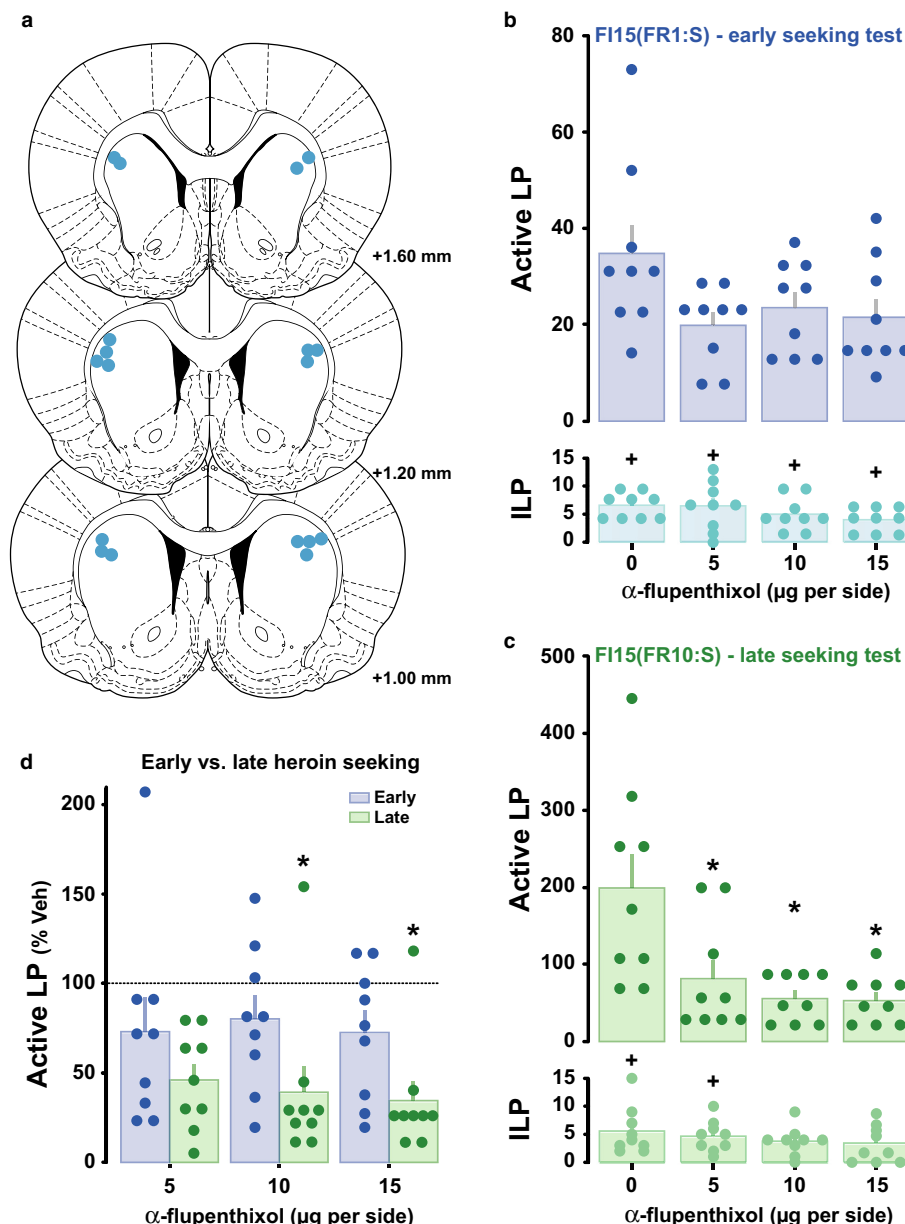 a
+1.60 mm
+1.20 mm
+1.00 mm
b
FI15(FR1:S) - early seeking test
80
60
40
20
0
Active LP
15
10
5
0
ILP
+ + + +
0 5 10 15
α-flupenthixol (µg per side)
c
FI15(FR10:S) - late seeking test
500
400
300
200
100
0
Active LP
* * *
15
10
5
0
ILP
+ +
0 5 10 15
α-flupenthixol (µg per side)
d
Early vs. late heroin seeking
Early
Late
200
150
100
50
0
Active LP (% Veh)
* *
5 10 15
α-flupenthixol (µg per side)